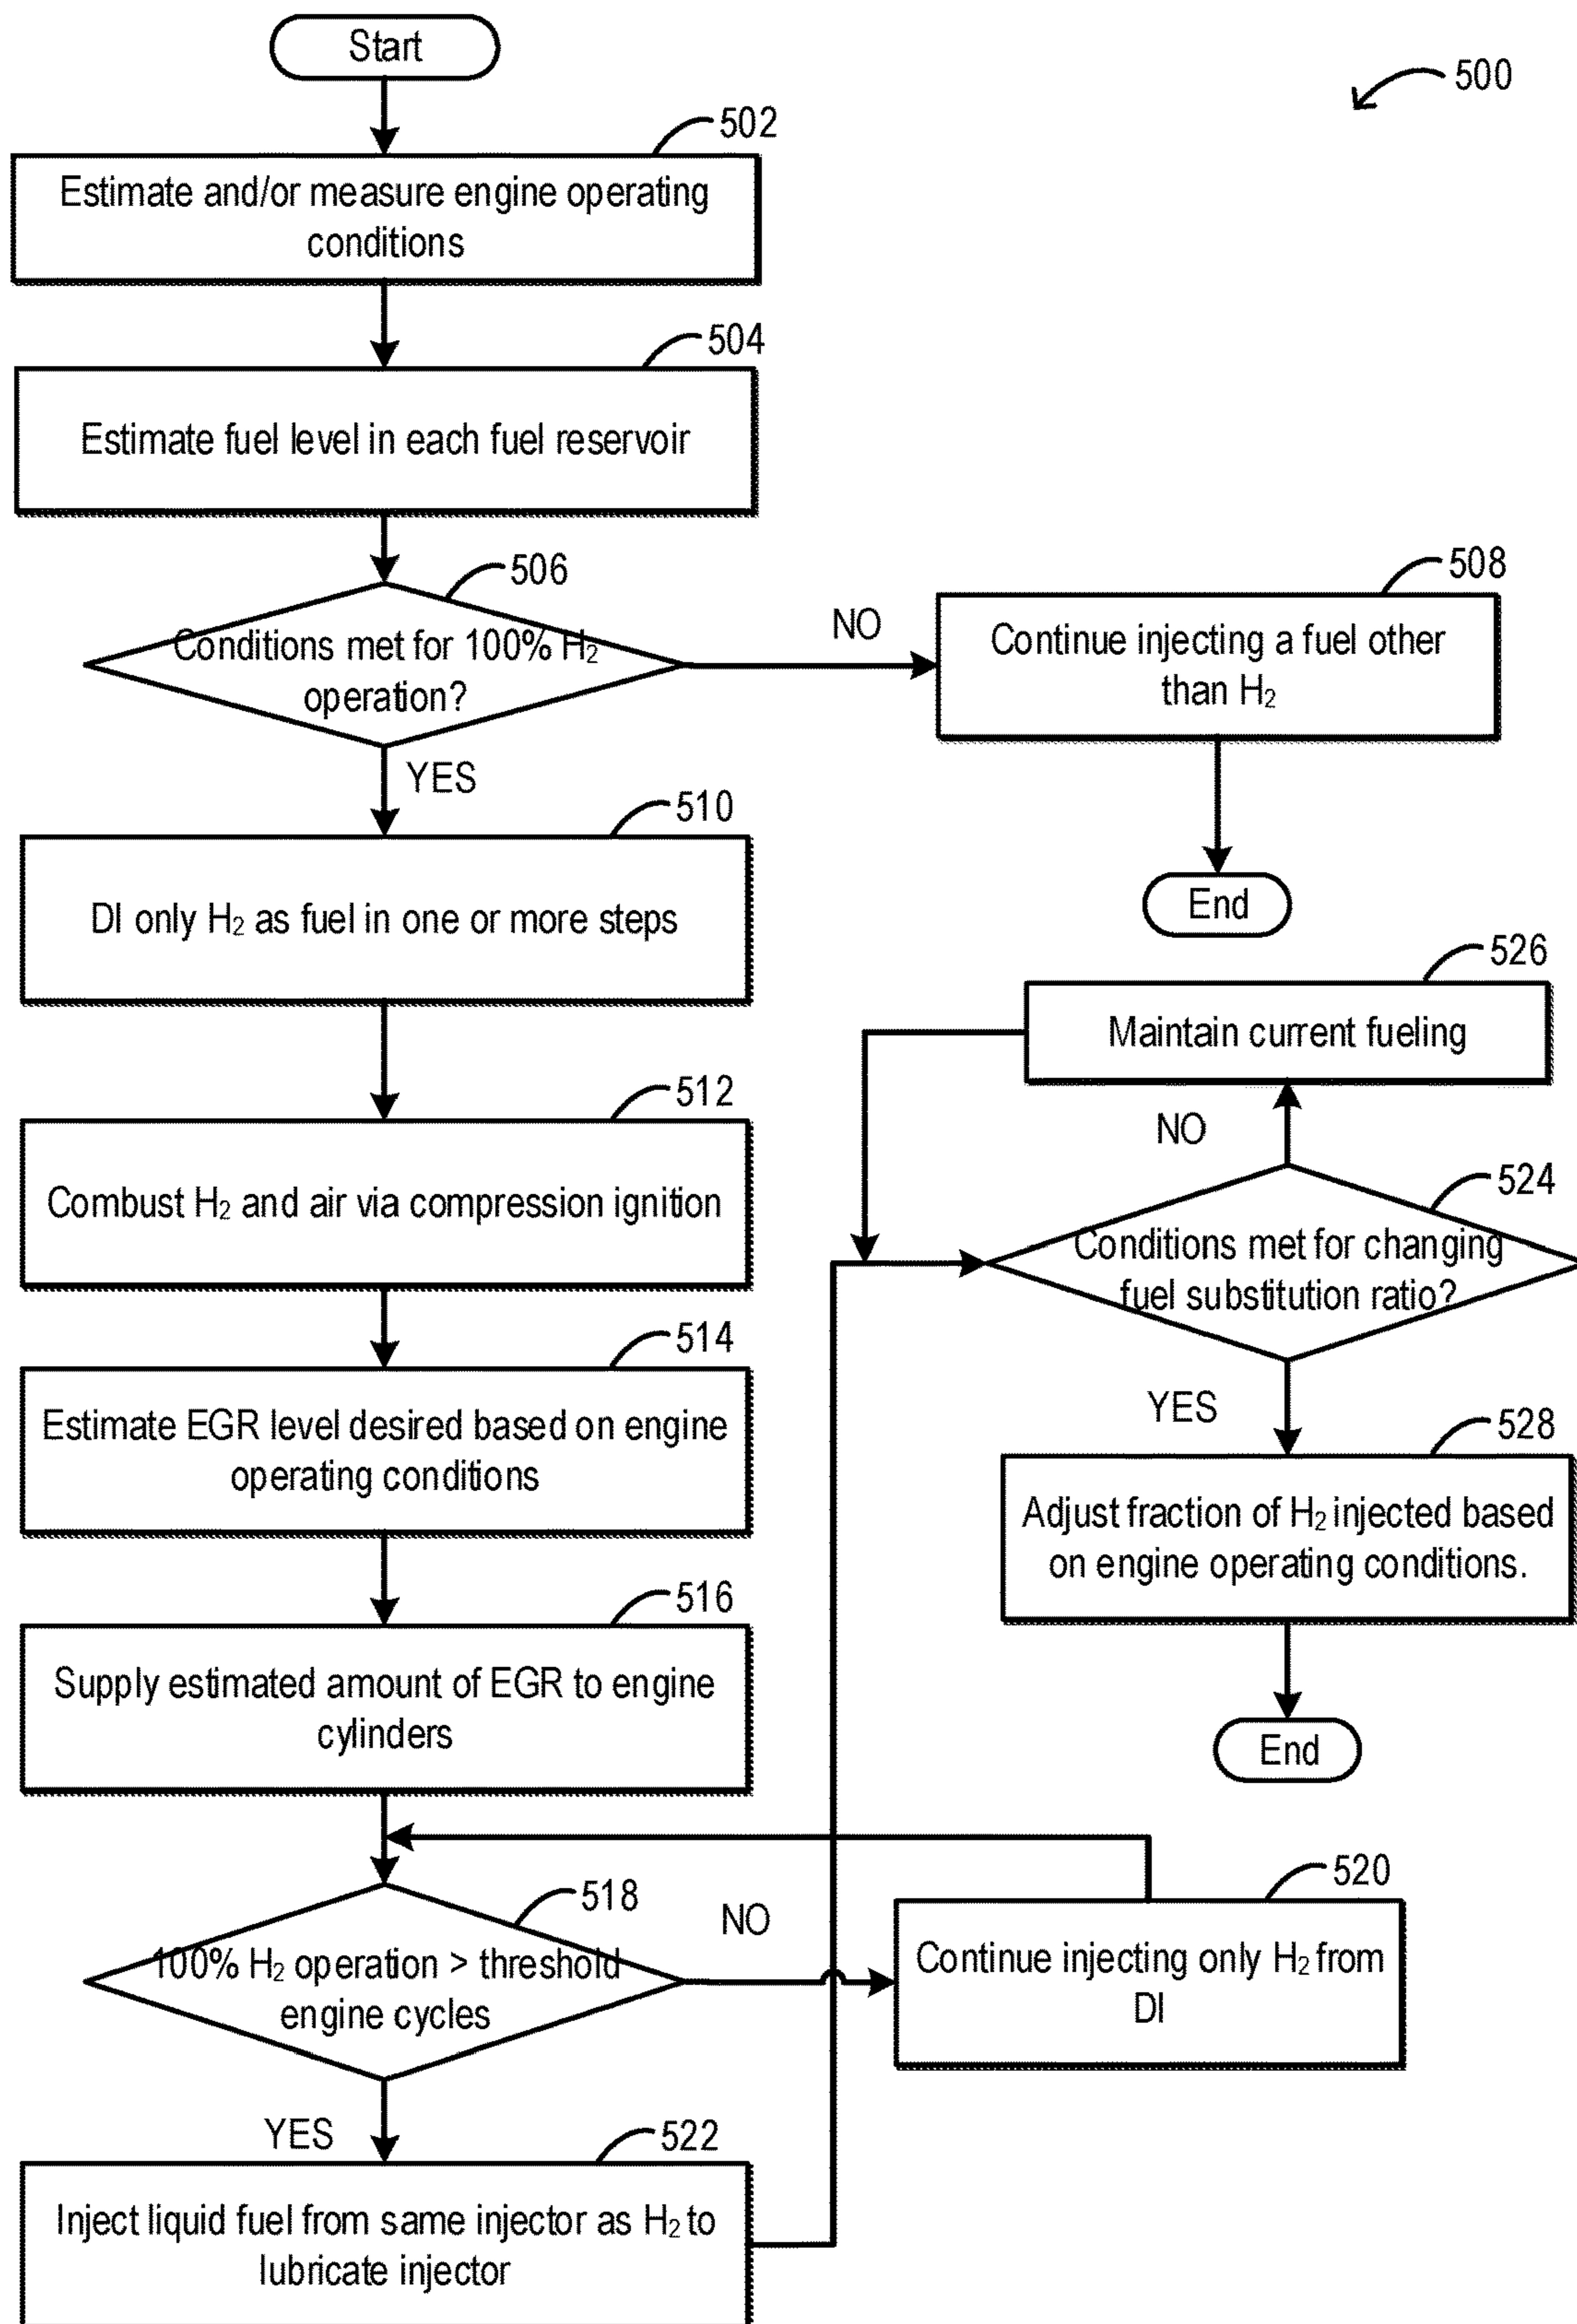 Start
500
502
Estimate and/or measure engine operating
conditions
504
Estimate fuel level in each fuel reservoir
506
Conditions met for 100% H₂
operation?
NO
508
Continue injecting a fuel other
than H₂
End
YES
510
DI only H₂ as fuel in one or more steps
512
Combust H₂ and air via compression ignition
514
Estimate EGR level desired based on engine
operating conditions
516
Supply estimated amount of EGR to engine
cylinders
518
100% H₂ operation > threshold
engine cycles
NO
520
Continue injecting only H₂ from
DI
YES
522
Inject liquid fuel from same injector as H₂ to
lubricate injector
526
Maintain current fueling
NO
524
Conditions met for changing
fuel substitution ratio?
YES
528
Adjust fraction of H₂ injected based
on engine operating conditions.
End